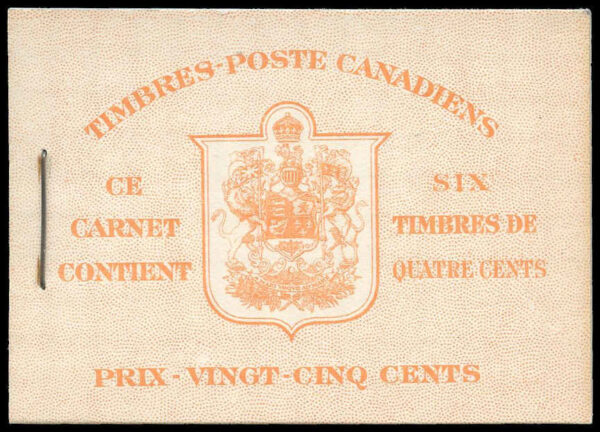 TIMBRES-POSTE CANADIENS
CE
CARNET
CONTIENT
SIX
TIMBRES DE
QUATRE CENTS
PRIX - VINGT - CINQ CENTS